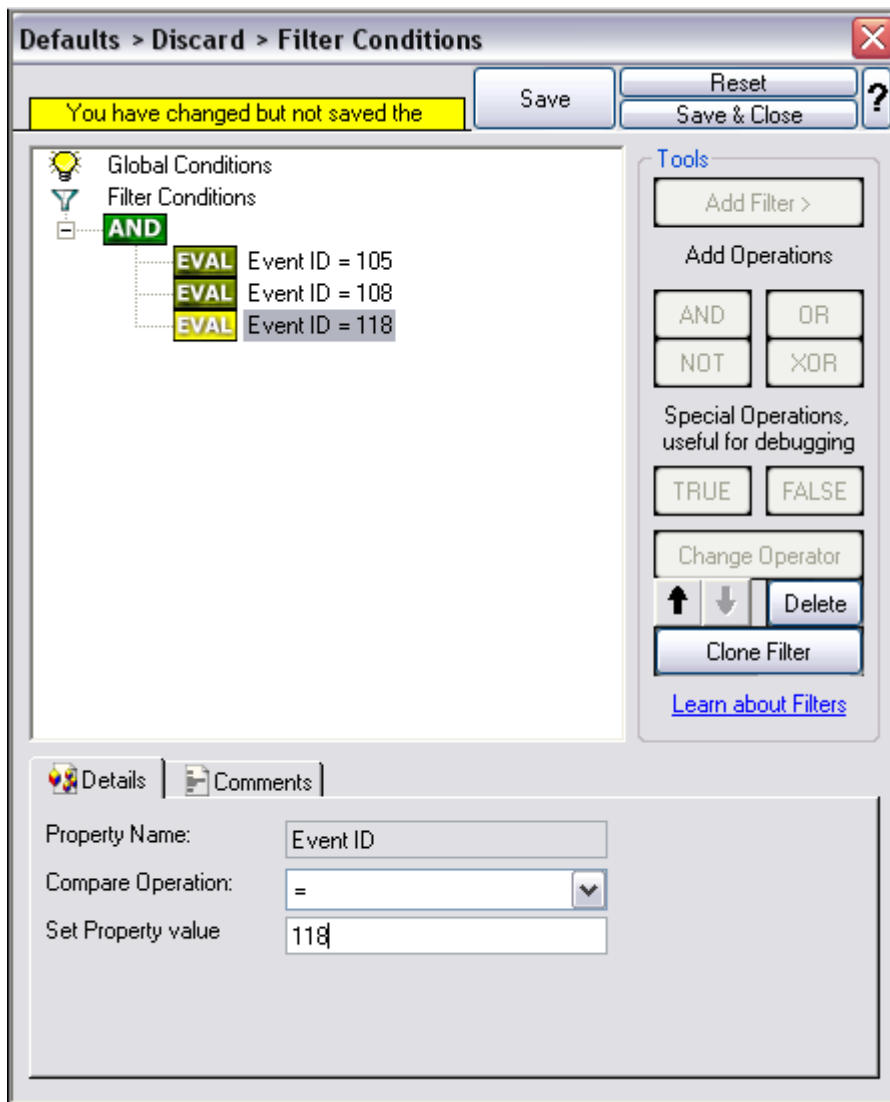 Defaults > Discard > Filter Conditions
You have changed but not saved the
Save
Reset
Save & Close
?
Global Conditions
Filter Conditions
AND
EVAL Event ID = 105
EVAL Event ID = 108
EVAL Event ID = 118
Tools
Add Filter >
Add Operations
AND OR
NOT XOR
Special Operations,
useful for debugging
TRUE FALSE
Change Operator
Delete
Clone Filter
Learn about Filters
Details Comments
Property Name: Event ID
Compare Operation: =
Set Property value 118